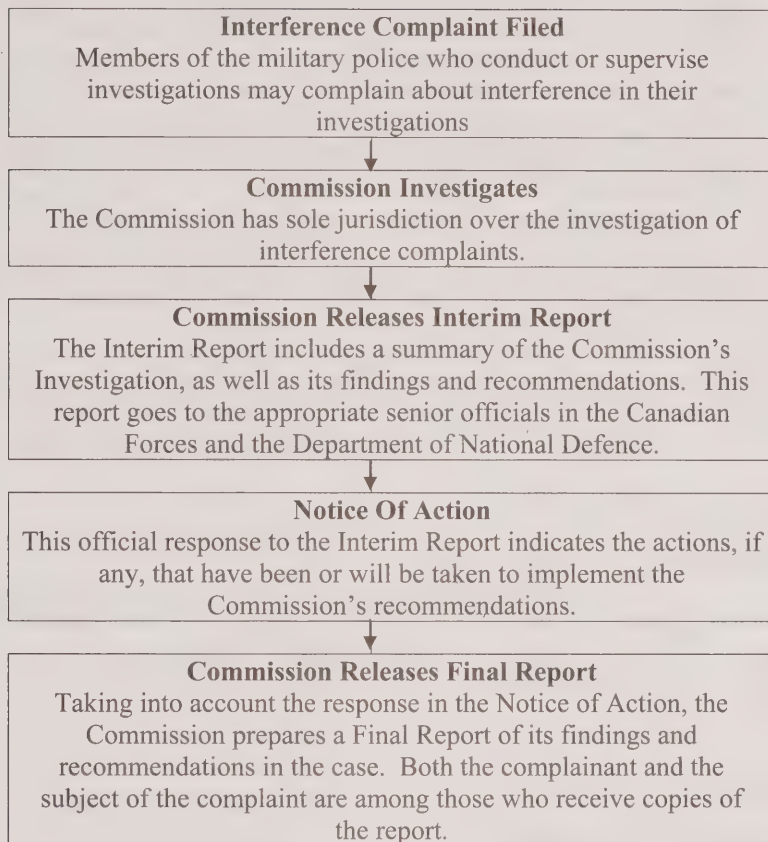 Interference Complaint Filed
Members of the military police who conduct or supervise
investigations may complain about interference in their
investigations
Commission Investigates
The Commission has sole jurisdiction over the investigation of
interference complaints.
Commission Releases Interim Report
The Interim Report includes a summary of the Commission's
Investigation, as well as its findings and recommendations. This
report goes to the appropriate senior officials in the Canadian
Forces and the Department of National Defence.
Notice Of Action
This official response to the Interim Report indicates the actions, if
any, that have been or will be taken to implement the
Commission's recommendations.
Commission Releases Final Report
Taking into account the response in the Notice of Action, the
Commission prepares a Final Report of its findings and
recommendations in the case. Both the complainant and the
subject of the complaint are among those who receive copies of
the report.